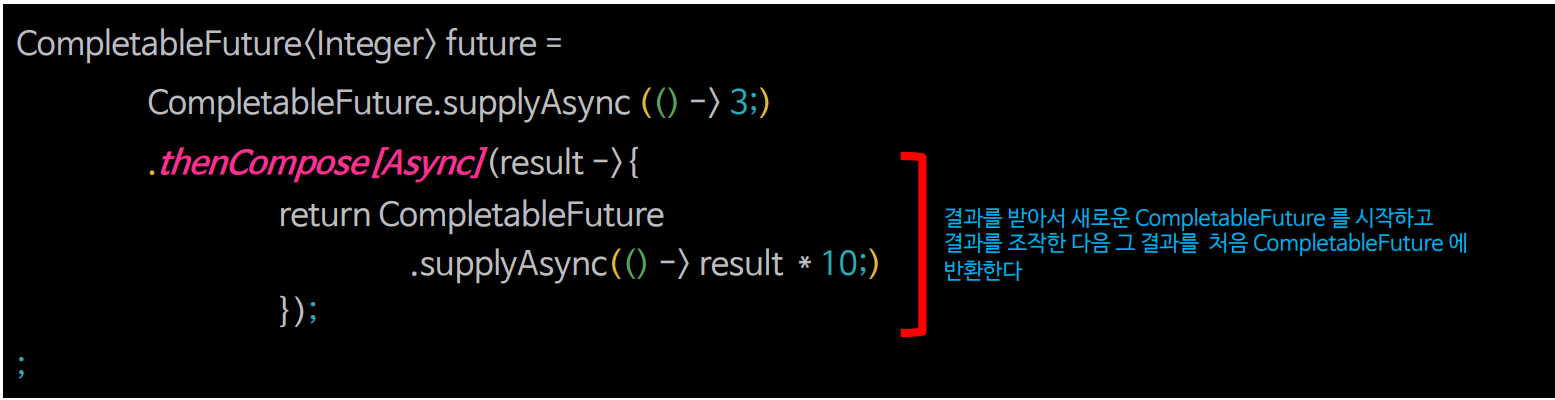 CompletableFuture〈Integer〉 future =
CompletableFuture.supplyAsync (() -〉 3;)
.thenCompose[Async](result -〉{
return CompletableFuture
.supplyAsync(() -〉 result * 10;)
});
;
결과를 받아서 새로운 CompletableFuture 를 시작하고
결과를 조작한 다음 그 결과를 처음 CompletableFuture 에
반환한다